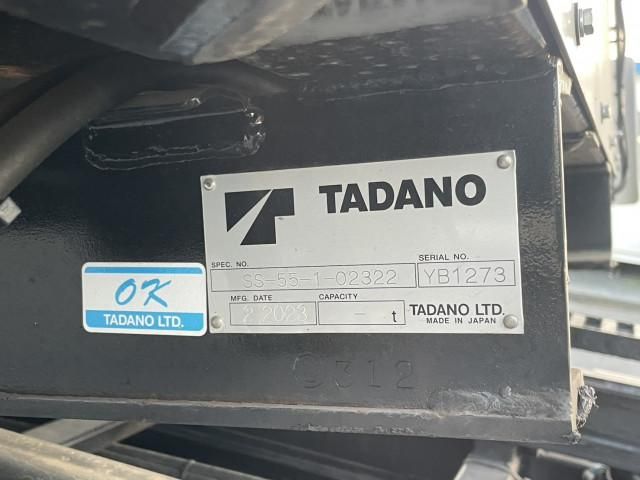 TADANO
SPEC. NO.
SERIAL NO.
SS-55-1-02322
YB1273
MFG. DATE
CAPACITY
2 2023
- t
TADANO LTD.
MADE IN JAPAN
OK
TADANO LTD.
C312